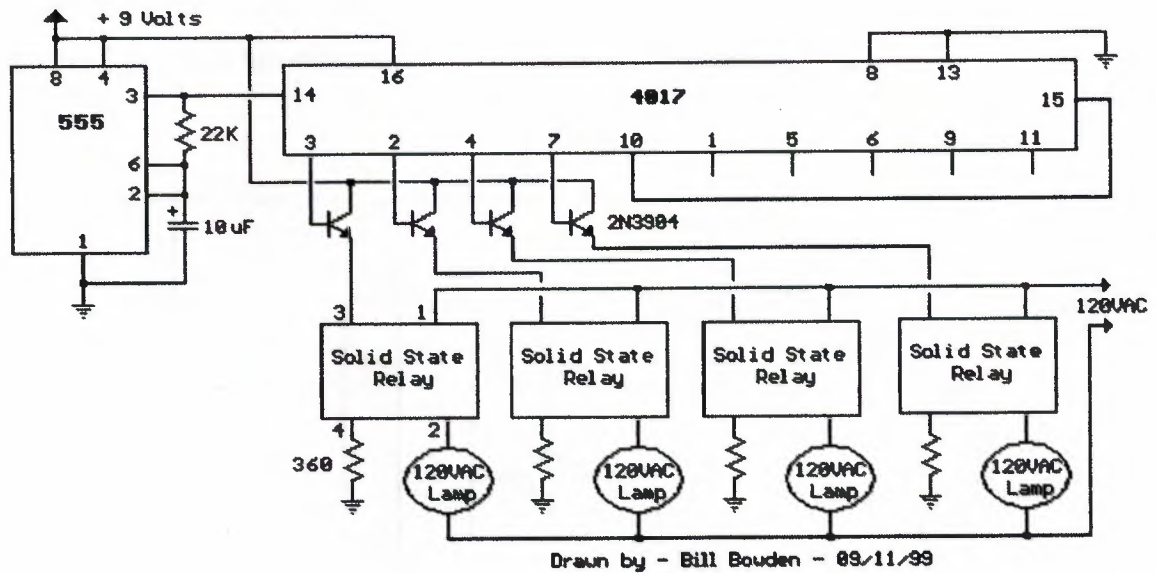 + 9 Volts
8 4 16 8 13
3 14 4017 15
555 22K
3 2 4 7 10 1 5 6 9 11
6
2
+
10uF 2N3904
1
3 1 120VAC
Solid State Relay
Solid State Relay
Solid State Relay
Solid State Relay
4 2
360
120VAC Lamp
120VAC Lamp
120VAC Lamp
120VAC Lamp
Drawn by - Bill Bowden - 09/11/99